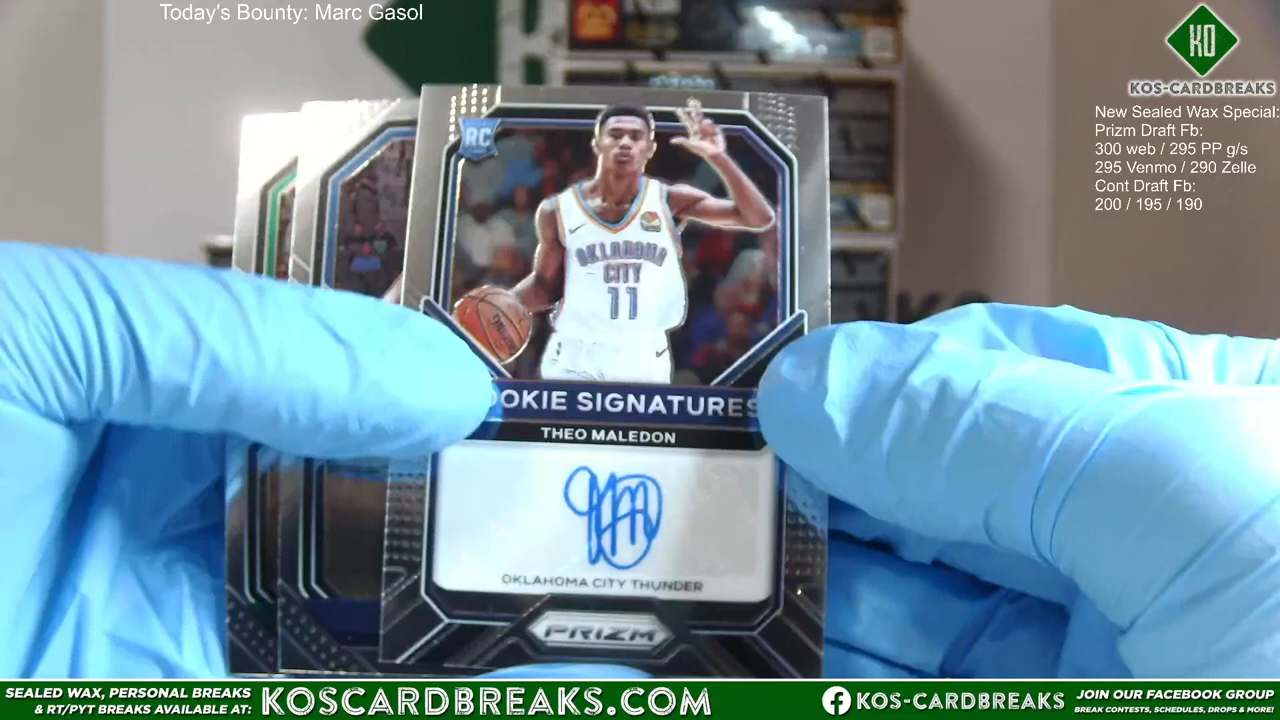 Today's Bounty: Marc Gasol
KO
KOS-CARDBREAKS
New Sealed Wax Special:
Prizm Draft Fb:
300 web / 295 PP g/s
295 Venmo / 290 Zelle
Cont Draft Fb:
200 / 195 / 190
RC
OKLAHOMA
CITY
11
OOKIE SIGNATURES
THEO MALEDON
OKLAHOMA CITY THUNDER
PRIZM
SEALED WAX, PERSONAL BREAKS
& RT/PYT BREAKS AVAILABLE AT:
KOSCARDBREAKS.COM
KOS-CARDBREAKS
JOIN OUR FACEBOOK GROUP
BREAK CONTESTS, SCHEDULES, DROPS & MORE!